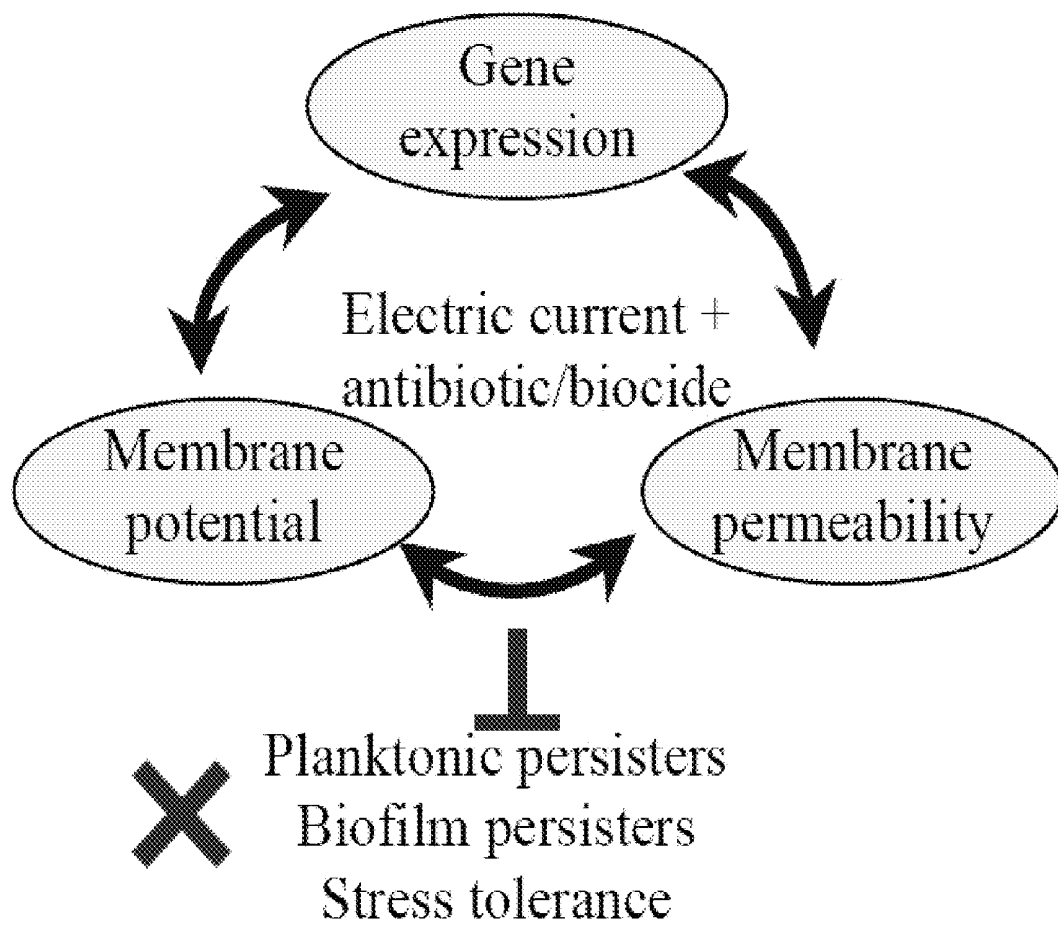 Gene
expression
Electric current +
antibiotic/biocide
Membrane
potential
Membrane
permeability
Planktonic persisters
Biofilm persisters
Stress tolerance